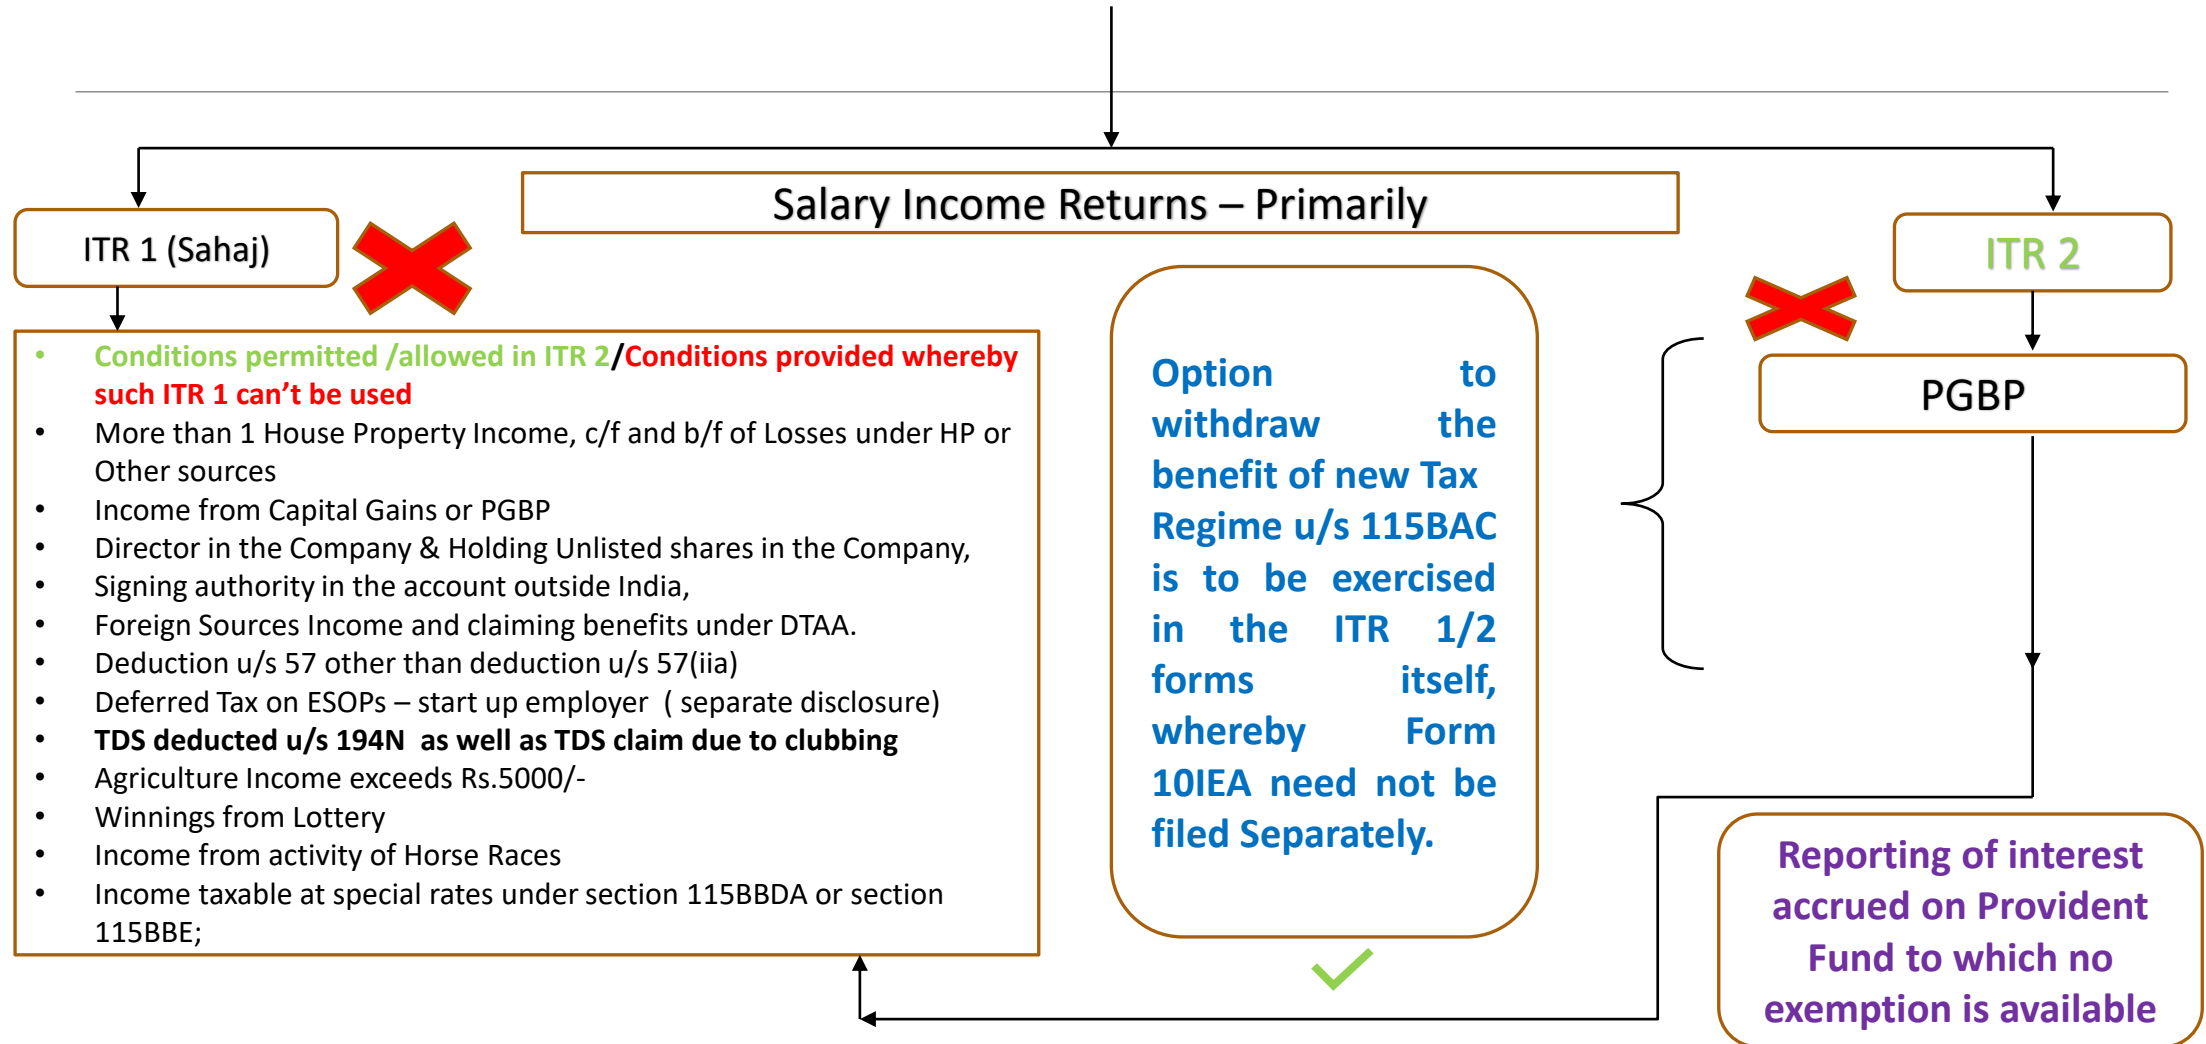 Salary Income Returns – Primarily
ITR 1 (Sahaj)
ITR 2
PGBP
• Conditions permitted /allowed in ITR 2/Conditions provided whereby
such ITR 1 can’t be used
• More than 1 House Property Income, c/f and b/f of Losses under HP or
Other sources
• Income from Capital Gains or PGBP
• Director in the Company & Holding Unlisted shares in the Company,
• Signing authority in the account outside India,
• Foreign Sources Income and claiming benefits under DTAA.
• Deduction u/s 57 other than deduction u/s 57(iia)
• Deferred Tax on ESOPs – start up employer ( separate disclosure)
• TDS deducted u/s 194N as well as TDS claim due to clubbing
• Agriculture Income exceeds Rs.5000/-
• Winnings from Lottery
• Income from activity of Horse Races
• Income taxable at special rates under section 115BBDA or section
115BBE;
Option to
withdraw the
benefit of new Tax
Regime u/s 115BAC
is to be exercised
in the ITR 1/2
forms itself,
whereby Form
10IEA need not be
filed Separately.
Reporting of interest
accrued on Provident
Fund to which no
exemption is available